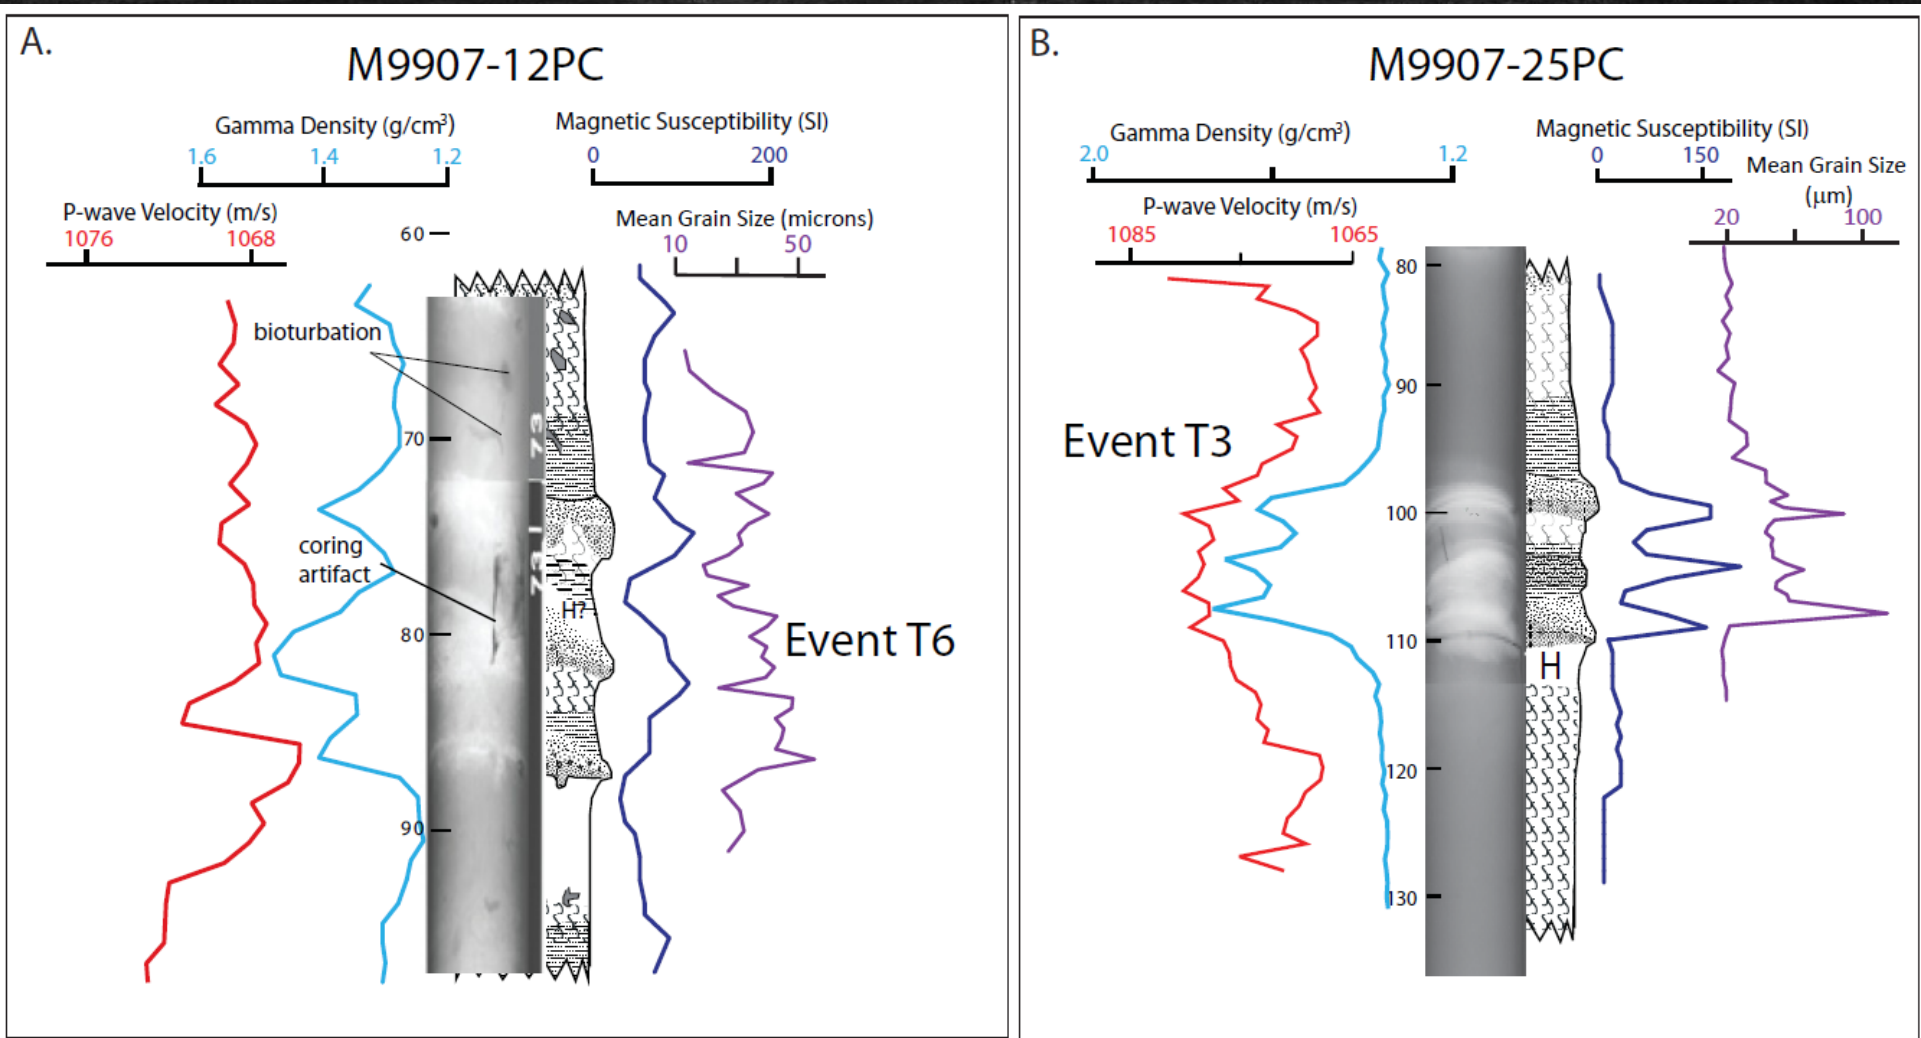 A.
M9907-12PC
Gamma Density (g/cm³)
1.6 1.4 1.2
Magnetic Susceptibility (SI)
0 200
P-wave Velocity (m/s)
1076 1068
Mean Grain Size (microns)
10 50
60
bioturbation
70
73
coring
artifact
73
H?
80
Event T6
90
B.
M9907-25PC
Gamma Density (g/cm³)
2.0 1.2
Magnetic Susceptibility (SI)
0 150
Mean Grain Size
(µm)
20 100
P-wave Velocity (m/s)
1085 1065
80
90
Event T3
100
110
H
120
130